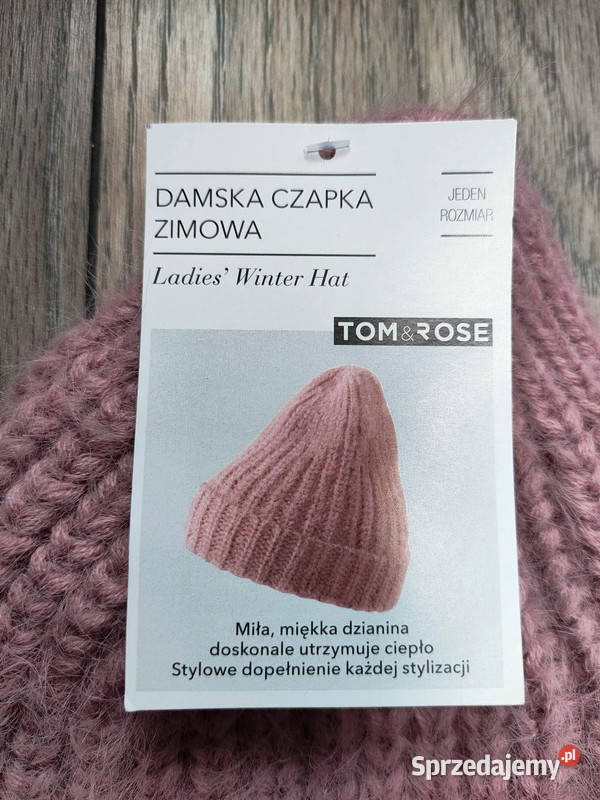 DAMSKA CZAPKA
ZIMOWA
JEDEN
ROZMIAR
Ladies' Winter Hat
TOM&ROSE
Miła, miękka dzianina
doskonale utrzymuje ciepło
Stylowe dopełnienie każdej stylizacji
Sprzedajemy.pl